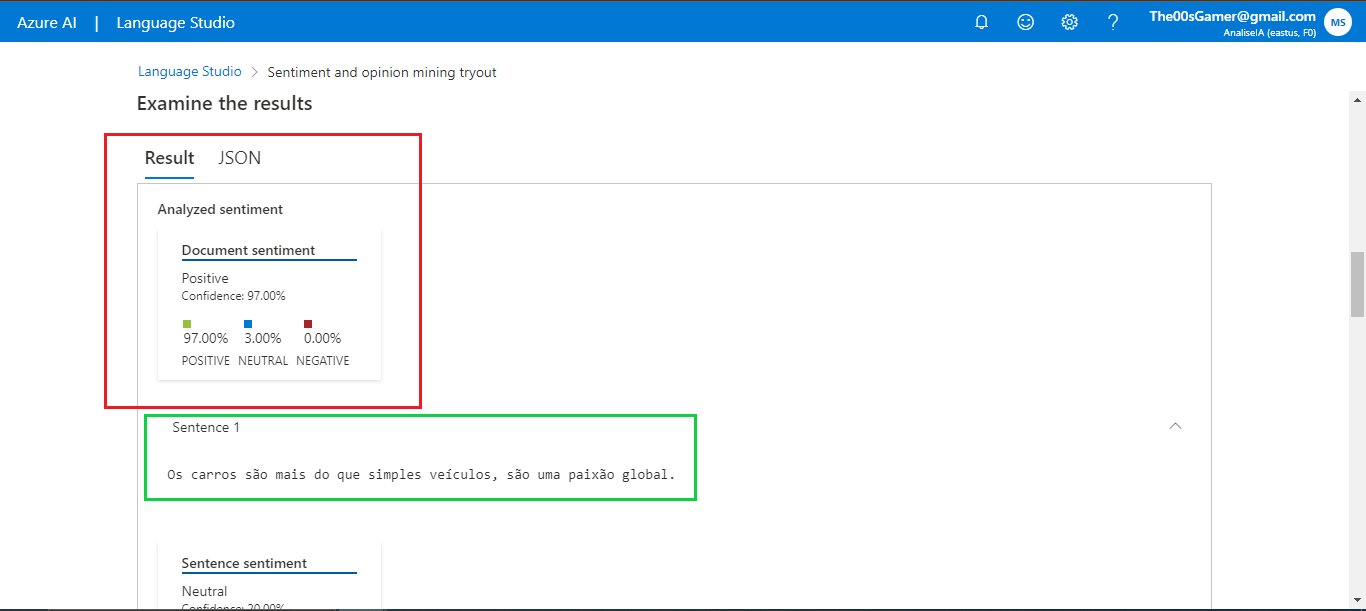 Azure AI | Language Studio
The00sGamer@gmail.com
AnaliseIA (eastus, F0)
MS
Language Studio > Sentiment and opinion mining tryout
Examine the results
Result JSON
Analyzed sentiment
Document sentiment
Positive
Confidence: 97.00%
97.00% 3.00% 0.00%
POSITIVE NEUTRAL NEGATIVE
Sentence 1
Os carros são mais do que simples veículos, são uma paixão global.
Sentence sentiment
Neutral
Confidence: 20.00%